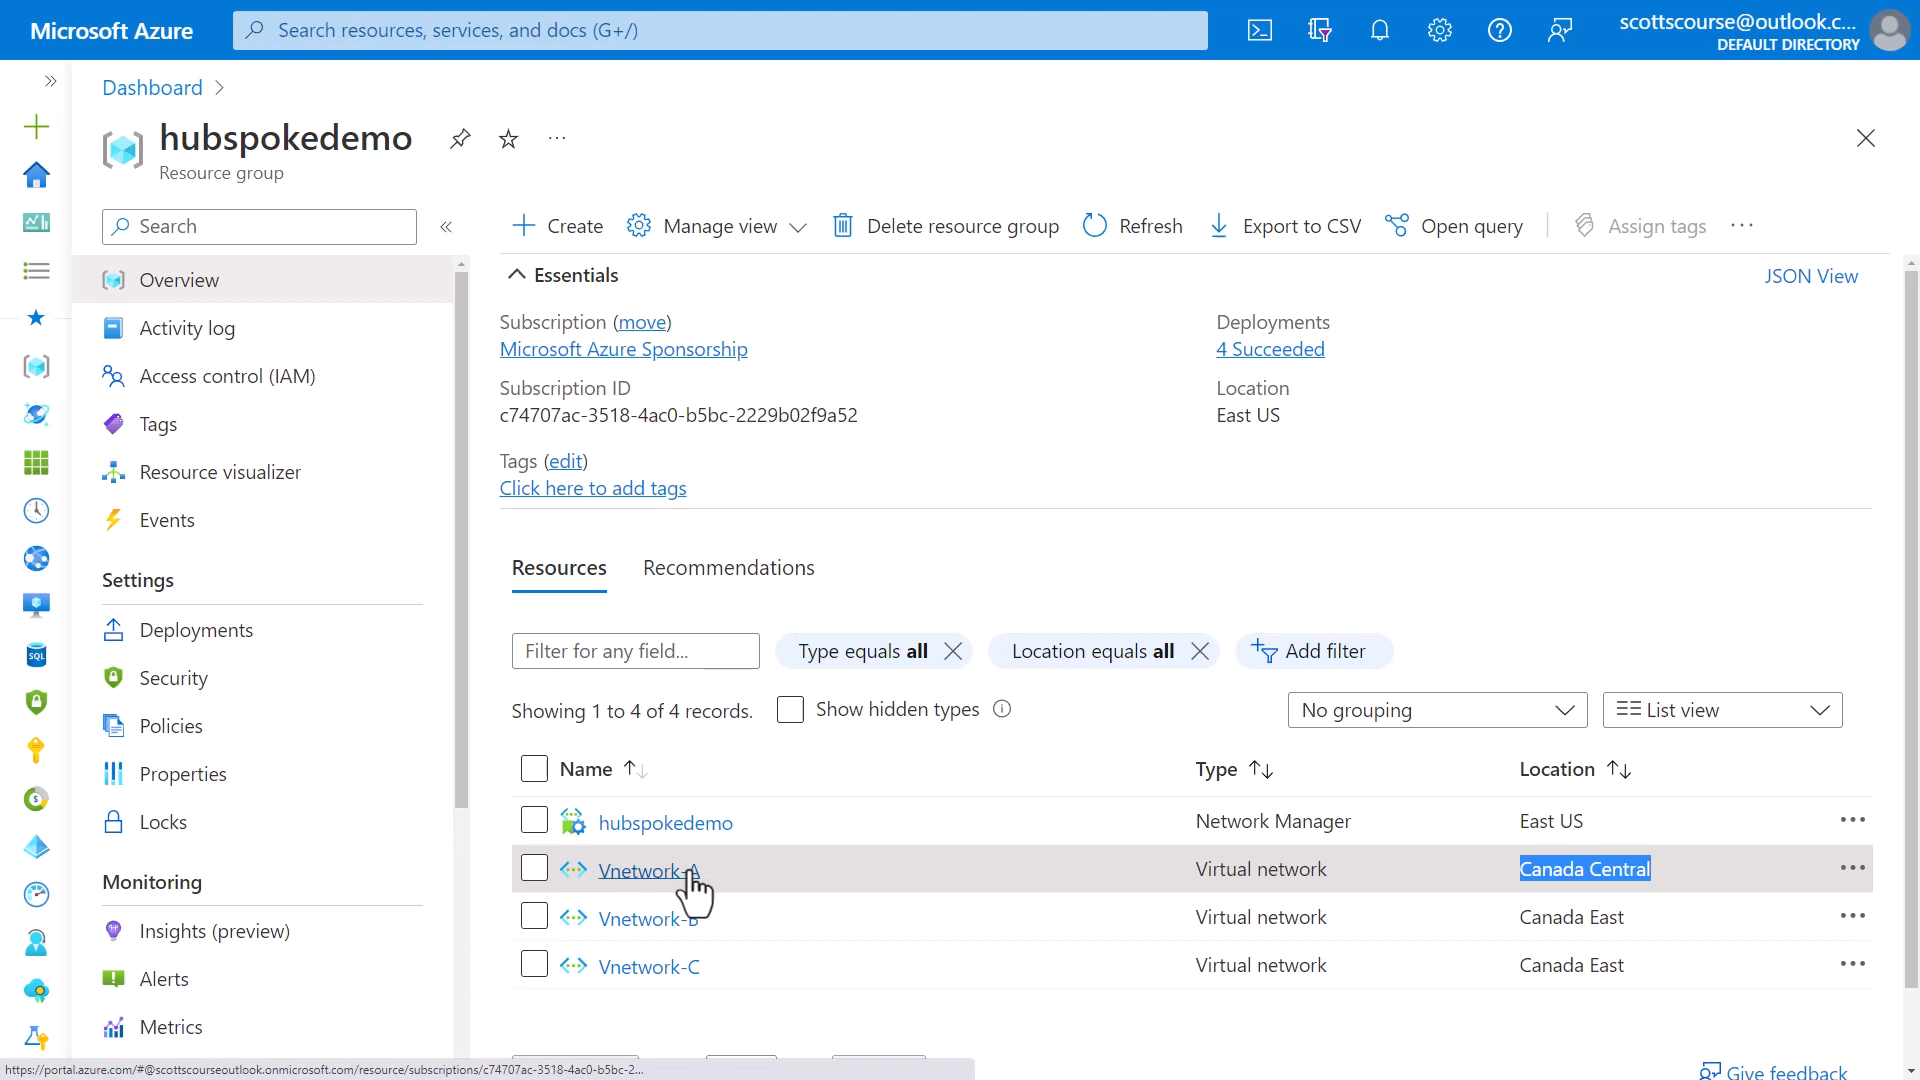 Microsoft Azure
Search resources, services, and docs (G+/)
scottscourse@outlook.c...
DEFAULT DIRECTORY
Dashboard
hubspokedemo
Resource group
Search
Create
Manage view
Delete resource group
Refresh
Export to CSV
Open query
Assign tags
Overview
Activity log
Access control (IAM)
Tags
Resource visualizer
Events
Settings
Deployments
Security
Policies
Properties
Locks
Monitoring
Insights (preview)
Alerts
Metrics
Essentials
JSON View
Subscription (move)
Microsoft Azure Sponsorship
Subscription ID
c74707ac-3518-4ac0-b5bc-2229b02f9a52
Deployments
4 Succeeded
Location
East US
Tags (edit)
Click here to add tags
Resources
Recommendations
Filter for any field...
Type equals all
Location equals all
Add filter
Showing 1 to 4 of 4 records.
Show hidden types
No grouping
List view
Name
Type
Location
hubspokedemo
Network Manager
East US
Vnetwork-A
Virtual network
Canada Central
Vnetwork-B
Virtual network
Canada East
Vnetwork-C
Virtual network
Canada East
SQL
Give feedback
https://portal.azure.com/#@scottscourseoutlook.onmicrosoft.com/resource/subscriptions/c74707ac-3518-4ac0-b5bc-2...